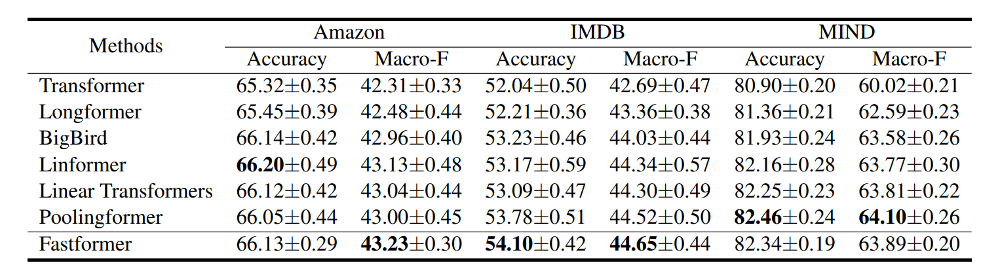 Methods Amazon IMDB MIND
Accuracy Macro-F Accuracy Macro-F Accuracy Macro-F
Transformer 65.32±0.35 42.31±0.33 52.04±0.50 42.69±0.47 80.90±0.20 60.02±0.21
Longformer 65.45±0.39 42.48±0.44 52.21±0.36 43.36±0.38 81.36±0.21 62.59±0.23
BigBird 66.14±0.42 42.96±0.40 53.23±0.46 44.03±0.44 81.93±0.24 63.58±0.26
Linformer 66.20±0.49 43.13±0.48 53.17±0.59 44.34±0.57 82.16±0.28 63.77±0.30
Linear Transformers 66.12±0.42 43.04±0.44 53.09±0.47 44.30±0.49 82.25±0.23 63.81±0.22
Poolingformer 66.05±0.44 43.00±0.45 53.78±0.51 44.52±0.50 82.46±0.24 64.10±0.26
Fastformer 66.13±0.29 43.23±0.30 54.10±0.42 44.65±0.44 82.34±0.19 63.89±0.20